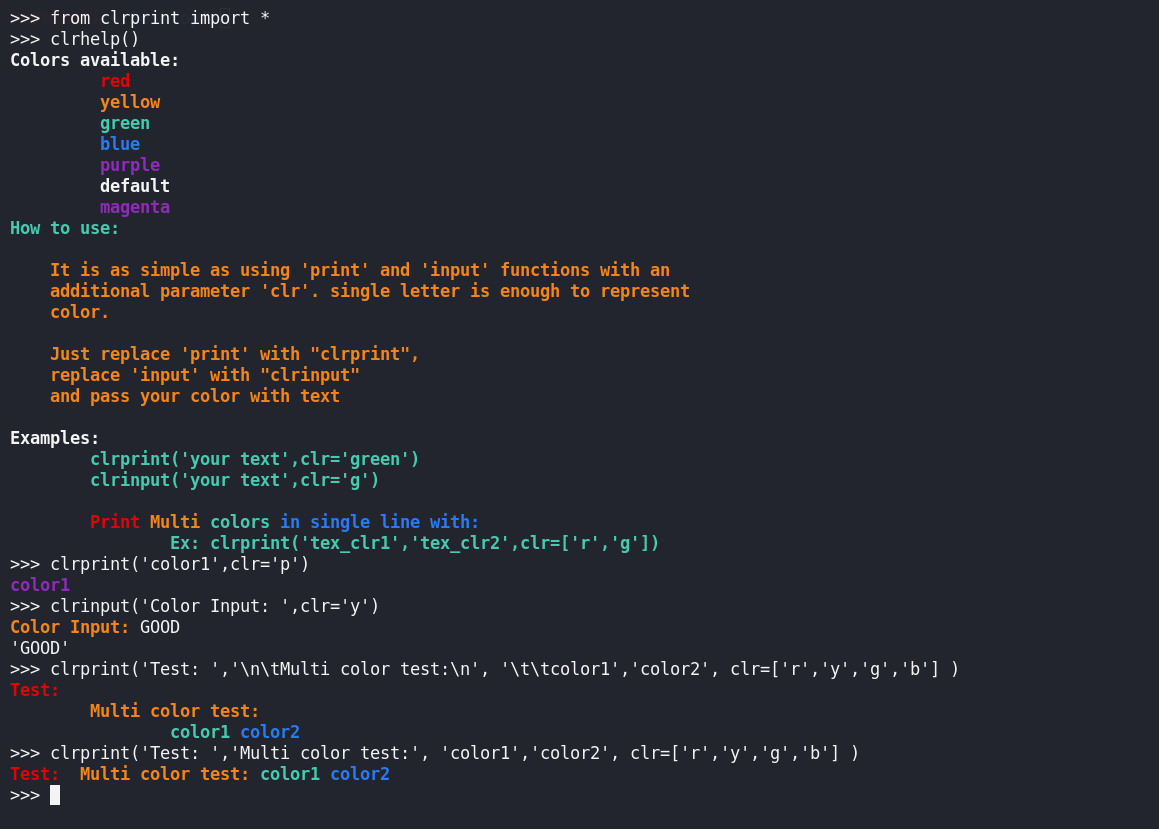 >>> from clrprint import *
>>> clrhelp()
Colors available:
         red
         yellow
         green
         blue
         purple
         default
         magenta
How to use:

    It is as simple as using 'print' and 'input' functions with an
    additional parameter 'clr'. single letter is enough to represent
    color.

    Just replace 'print' with "clrprint",
    replace 'input' with "clrinput"
    and pass your color with text

Examples:
        clrprint('your text',clr='green')
        clrinput('your text',clr='g')

        Print Multi colors in single line with:
                Ex: clrprint('tex_clr1','tex_clr2',clr=['r','g'])
>>> clrprint('color1',clr='p')
color1
>>> clrinput('Color Input: ',clr='y')
Color Input: GOOD
'GOOD'
>>> clrprint('Test: ','\n\tMulti color test:\n', '\t\tcolor1','color2', clr=['r','y','g','b'] )
Test:
        Multi color test:
                color1 color2
>>> clrprint('Test: ','Multi color test:', 'color1','color2', clr=['r','y','g','b'] )
Test:  Multi color test: color1 color2
>>>